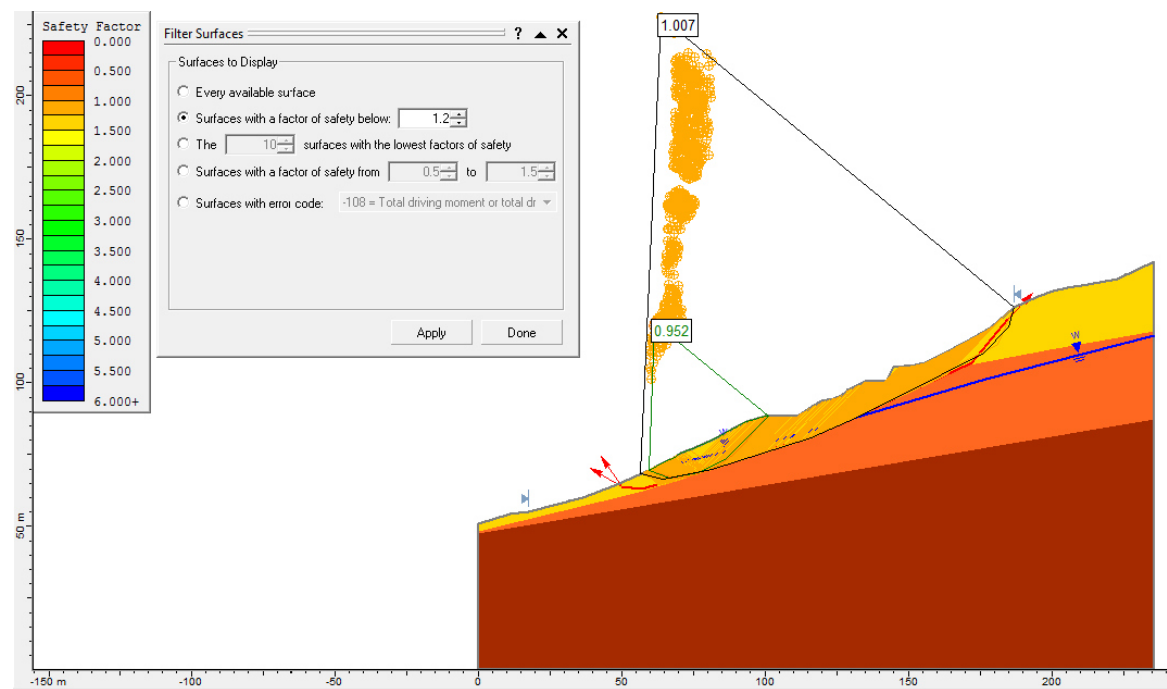 Safety Factor
0.000
0.500
1.000
1.500
2.000
2.500
3.000
3.500
4.000
4.500
5.000
5.500
6.000+
Filter Surfaces
?
Surfaces to Display
Every available surface
Surfaces with a factor of safety below: 1.2
The 10 surfaces with the lowest factors of safety
Surfaces with a factor of safety from 0.5 to 1.5
Surfaces with error code: -108 = Total driving moment or total dr
Apply Done
1.007
0.952
W
W
200
150
100
50 m
-150 m -100 -50 0 50 100 150 200